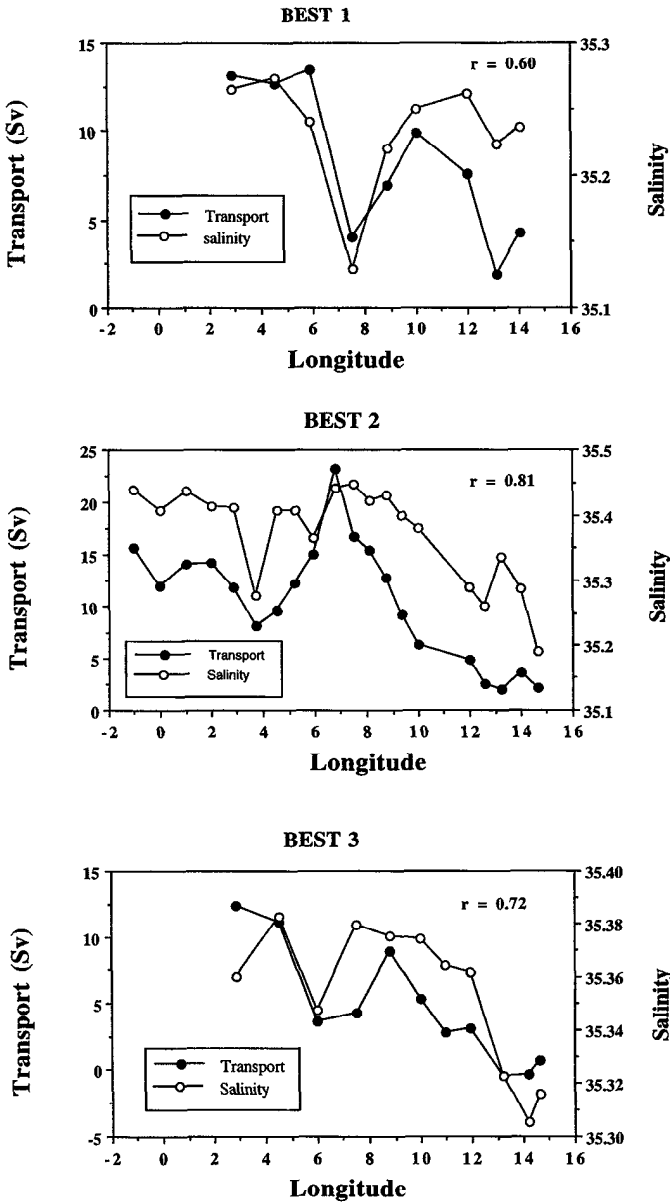 BEST 1
15
10
5
0
35.3
35.2
35.1
r = 0.60
Transport (Sv)
Salinity
Transport
salinity
-2 0 2 4 6 8 10 12 14 16
Longitude
BEST 2
25
20
15
10
5
0
35.5
35.4
35.3
35.2
35.1
r = 0.81
Transport (Sv)
Salinity
Transport
Salinity
-2 0 2 4 6 8 10 12 14 16
Longitude
BEST 3
15
10
5
0
-5
35.40
35.38
35.36
35.34
35.32
35.30
r = 0.72
Transport (Sv)
Salinity
Transport
Salinity
-2 0 2 4 6 8 10 12 14 16
Longitude